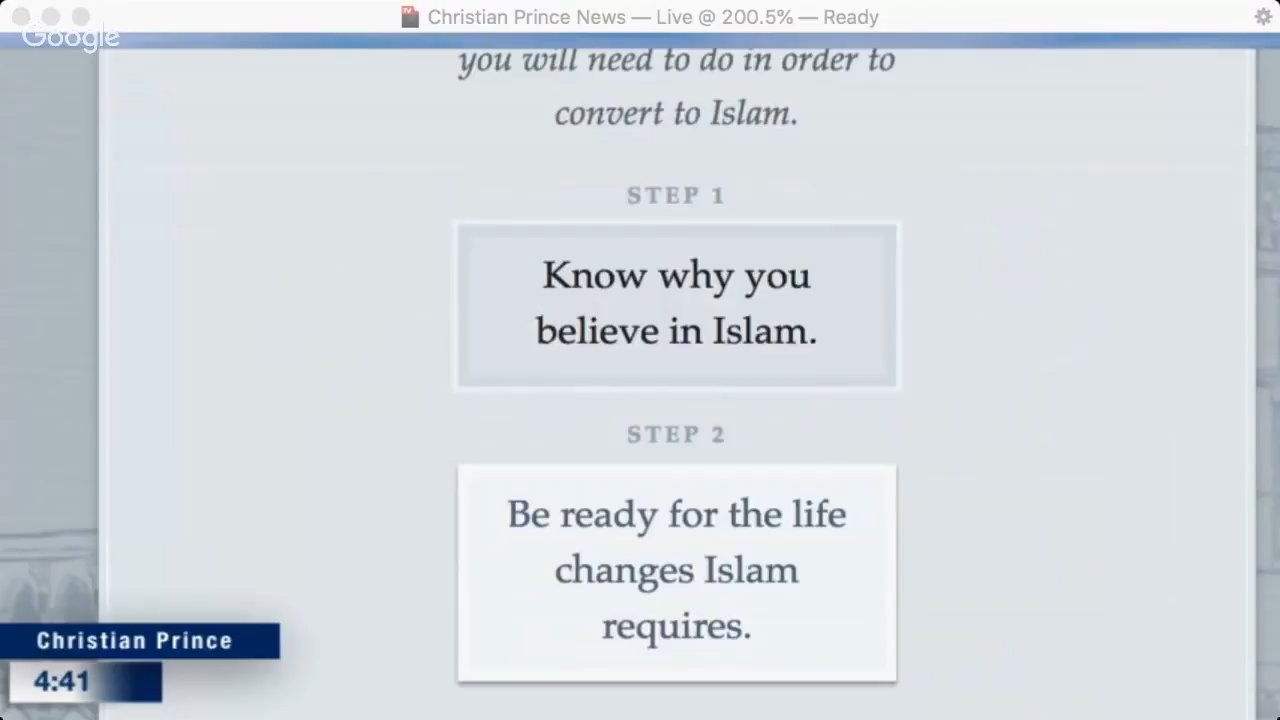 Christian Prince News — Live @ 200.5% — Ready
Google
you will need to do in order to
convert to Islam.
STEP 1
Know why you
believe in Islam.
STEP 2
Be ready for the life
changes Islam
requires.
Christian Prince
4:41